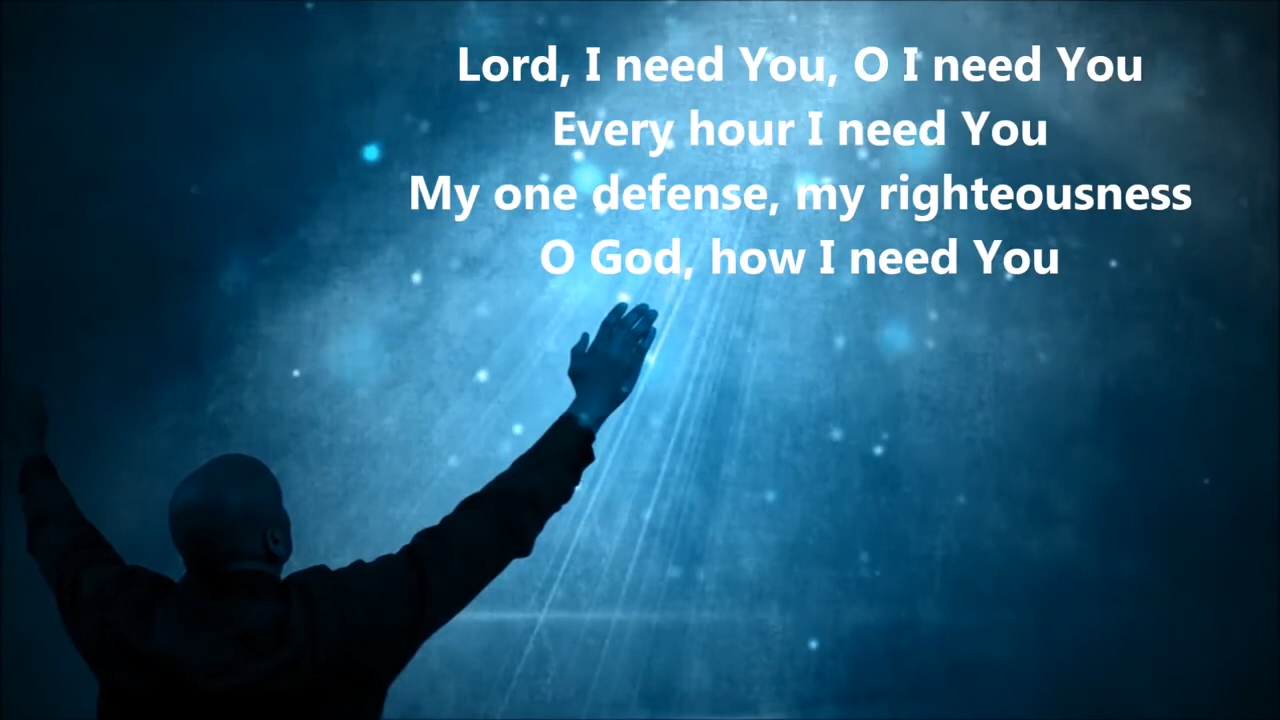 Lord, I need You, O I need You
Every hour I need You
My one defense, my righteousness
O God, how I need You